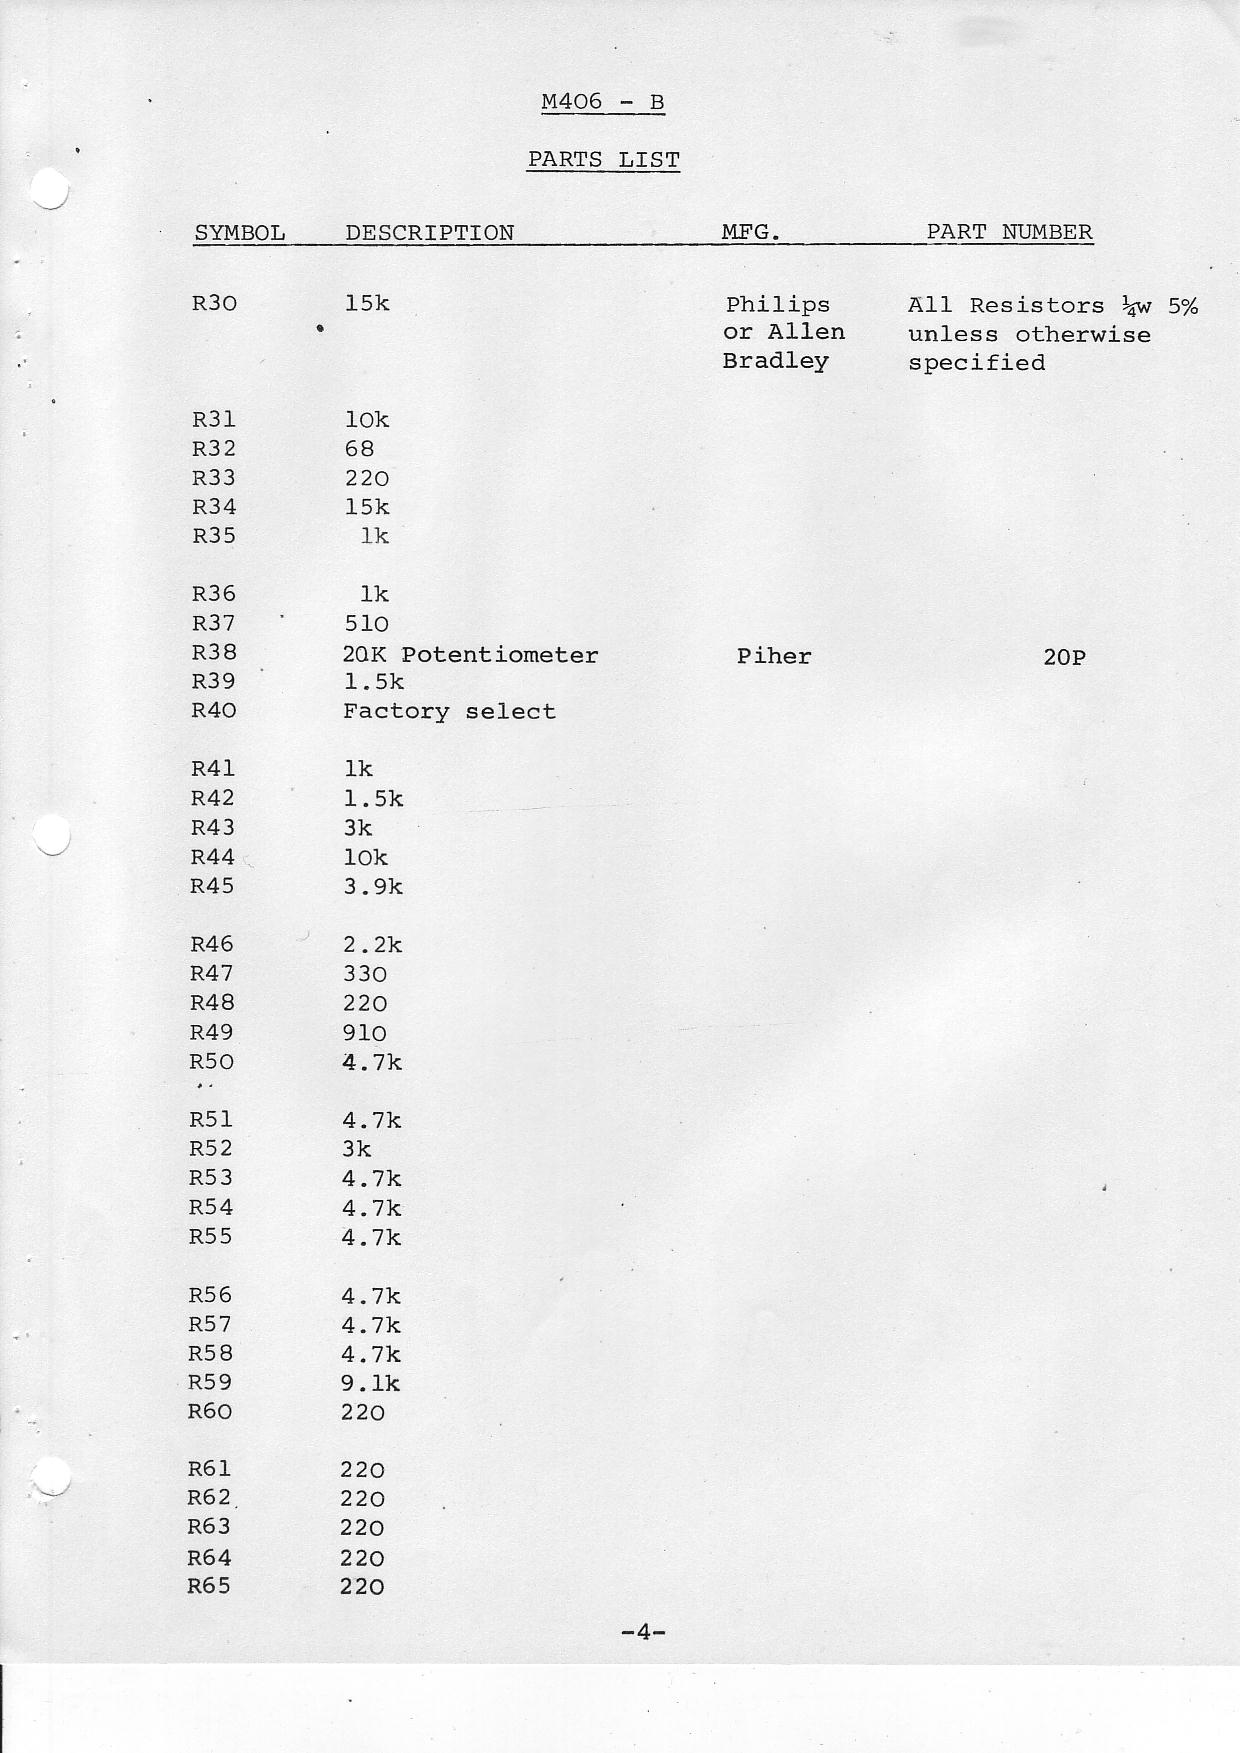 M406 - B
PARTS LIST
SYMBOL DESCRIPTION MFG. PART NUMBER
R30 15k Philips All Resistors ¼w 5%
or Allen unless otherwise
Bradley specified
R31 10k
R32 68
R33 220
R34 15k
R35 1k
R36 1k
R37 510
R38 20K Potentiometer Piher 20P
R39 1.5k
R40 Factory select
R41 1k
R42 1.5k
R43 3k
R44 10k
R45 3.9k
R46 2.2k
R47 330
R48 220
R49 910
R50 4.7k
R51 4.7k
R52 3k
R53 4.7k
R54 4.7k
R55 4.7k
R56 4.7k
R57 4.7k
R58 4.7k
R59 9.1k
R60 220
R61 220
R62 220
R63 220
R64 220
R65 220
-4-